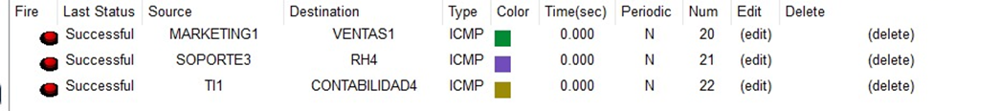 Fire Last Status Source Destination Type Color Time(sec) Periodic Num Edit Delete
Successful MARKETING1 VENTAS1 ICMP 0.000 N 20 (edit) (delete)
Successful SOPORTE3 RH4 ICMP 0.000 N 21 (edit) (delete)
Successful TI1 CONTABILIDAD4 ICMP 0.000 N 22 (edit) (delete)